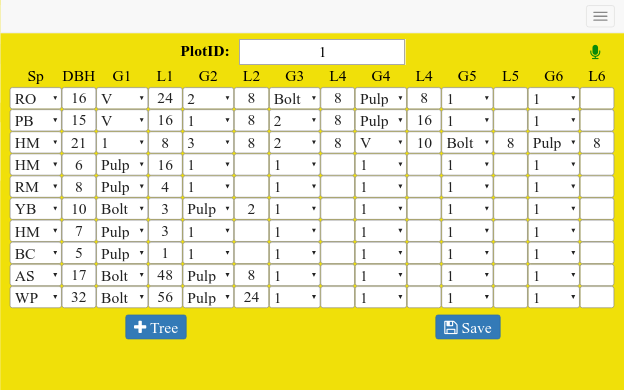 PlotID: 1
Sp DBH G1 L1 G2 L2 G3 L4 G4 L4 G5 L5 G6 L6
RO 16 V 24 2 8 Bolt 8 Pulp 8 1 1
PB 15 V 16 1 8 2 8 Pulp 16 1 1
HM 21 1 8 3 8 2 8 V 10 Bolt 8 Pulp 8
HM 6 Pulp 16 1 1 1 1 1
RM 8 Pulp 4 1 1 1 1 1
YB 10 Bolt 3 Pulp 2 1 1 1 1
HM 7 Pulp 3 1 1 1 1 1
BC 5 Pulp 1 1 1 1 1 1
AS 17 Bolt 48 Pulp 8 1 1 1 1
WP 32 Bolt 56 Pulp 24 1 1 1 1
Tree Save